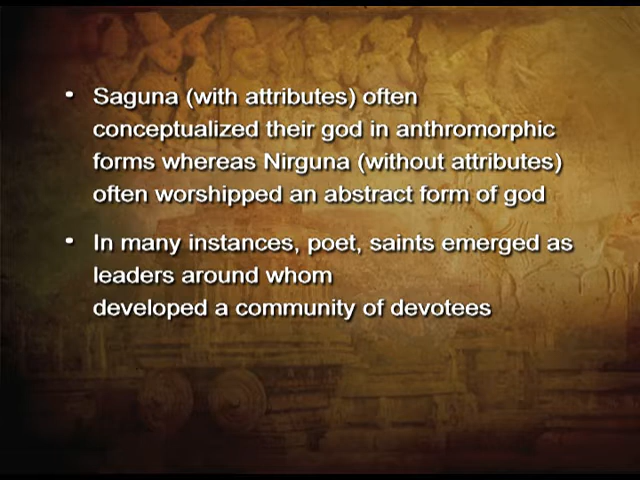 • Saguna (with attributes) often
conceptualized their god in anthromorphic
forms whereas Nirguna (without attributes)
often worshipped an abstract form of god
• In many instances, poet, saints emerged as
leaders around whom
developed a community of devotees